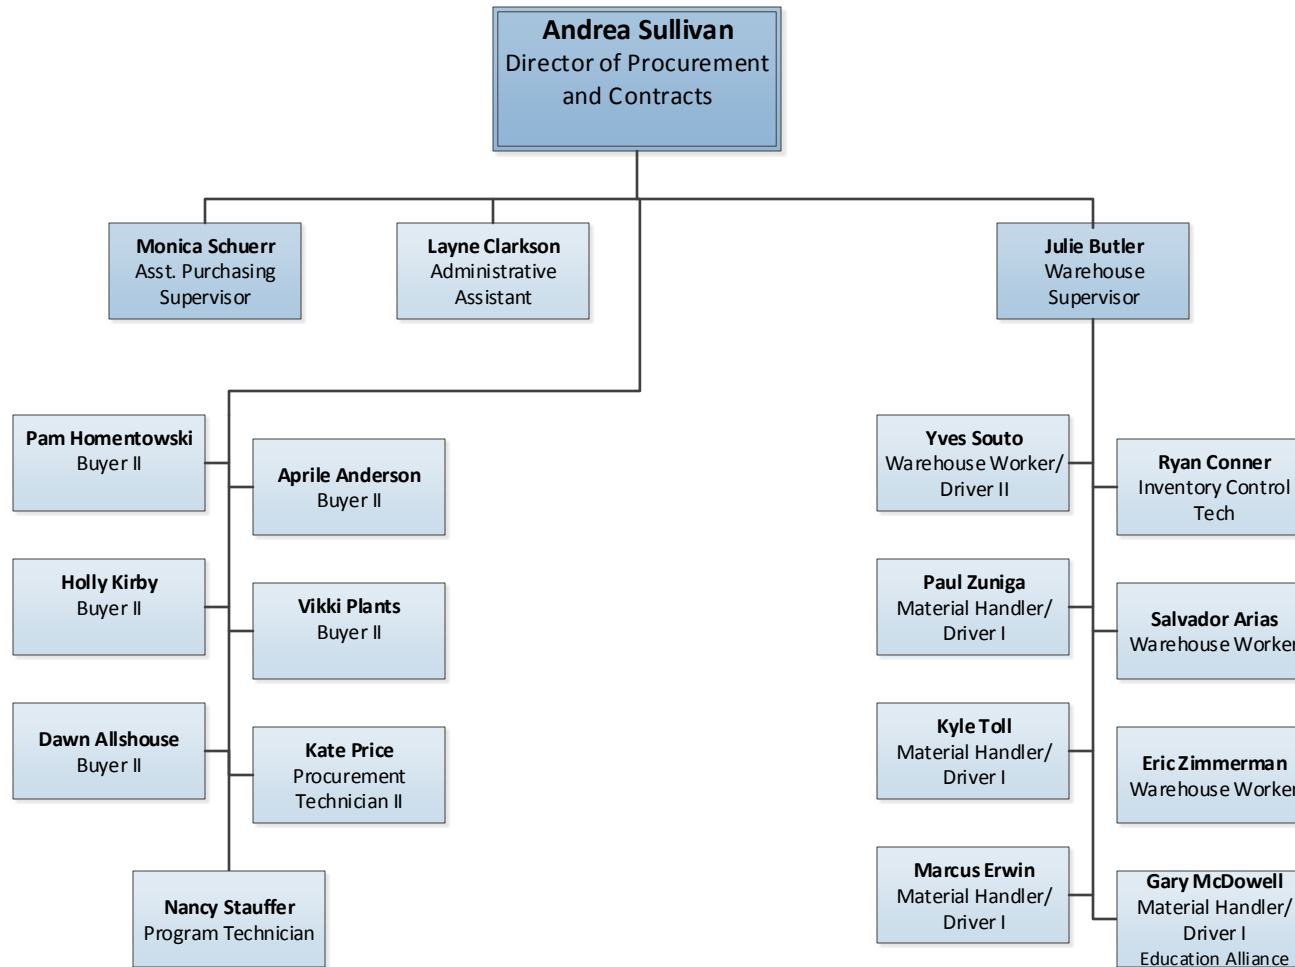 Andrea Sullivan
Director of Procurement
and Contracts
Monica Schuerr
Asst. Purchasing
Supervisor
Layne Clarkson
Administrative
Assistant
Julie Butler
Warehouse
Supervisor
Pam Homentowski
Buyer II
Aprile Anderson
Buyer II
Holly Kirby
Buyer II
Vikki Plants
Buyer II
Dawn Allshouse
Buyer II
Kate Price
Procurement
Technician II
Nancy Stauffer
Program Technician
Yves Souto
Warehouse Worker/
Driver II
Ryan Conner
Inventory Control
Tech
Paul Zuniga
Material Handler/
Driver I
Salvador Arias
Warehouse Worker
Kyle Toll
Material Handler/
Driver I
Eric Zimmerman
Warehouse Worker
Marcus Erwin
Material Handler/
Driver I
Gary McDowell
Material Handler/
Driver I
Education Alliance